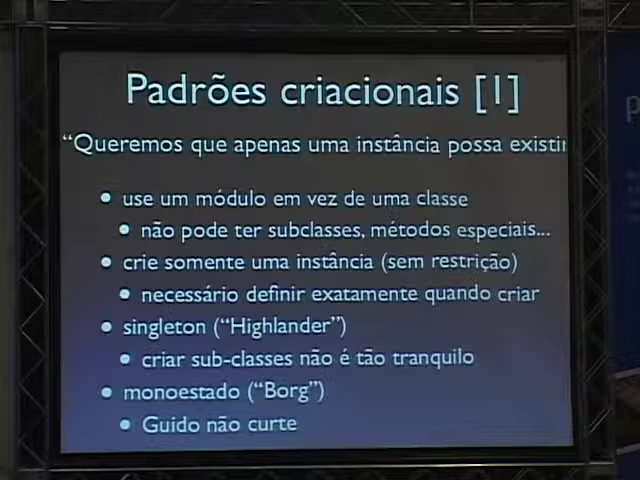 Padrões criacionais [1]
“Queremos que apenas uma instância possa existir
use um módulo em vez de uma classe
não pode ter subclasses, métodos especiais...
crie somente uma instância (sem restrição)
necessário definir exatamente quando criar
singleton (“Highlander”)
criar sub-classes não é tão tranquilo
monoestado (“Borg”)
Guido não curte